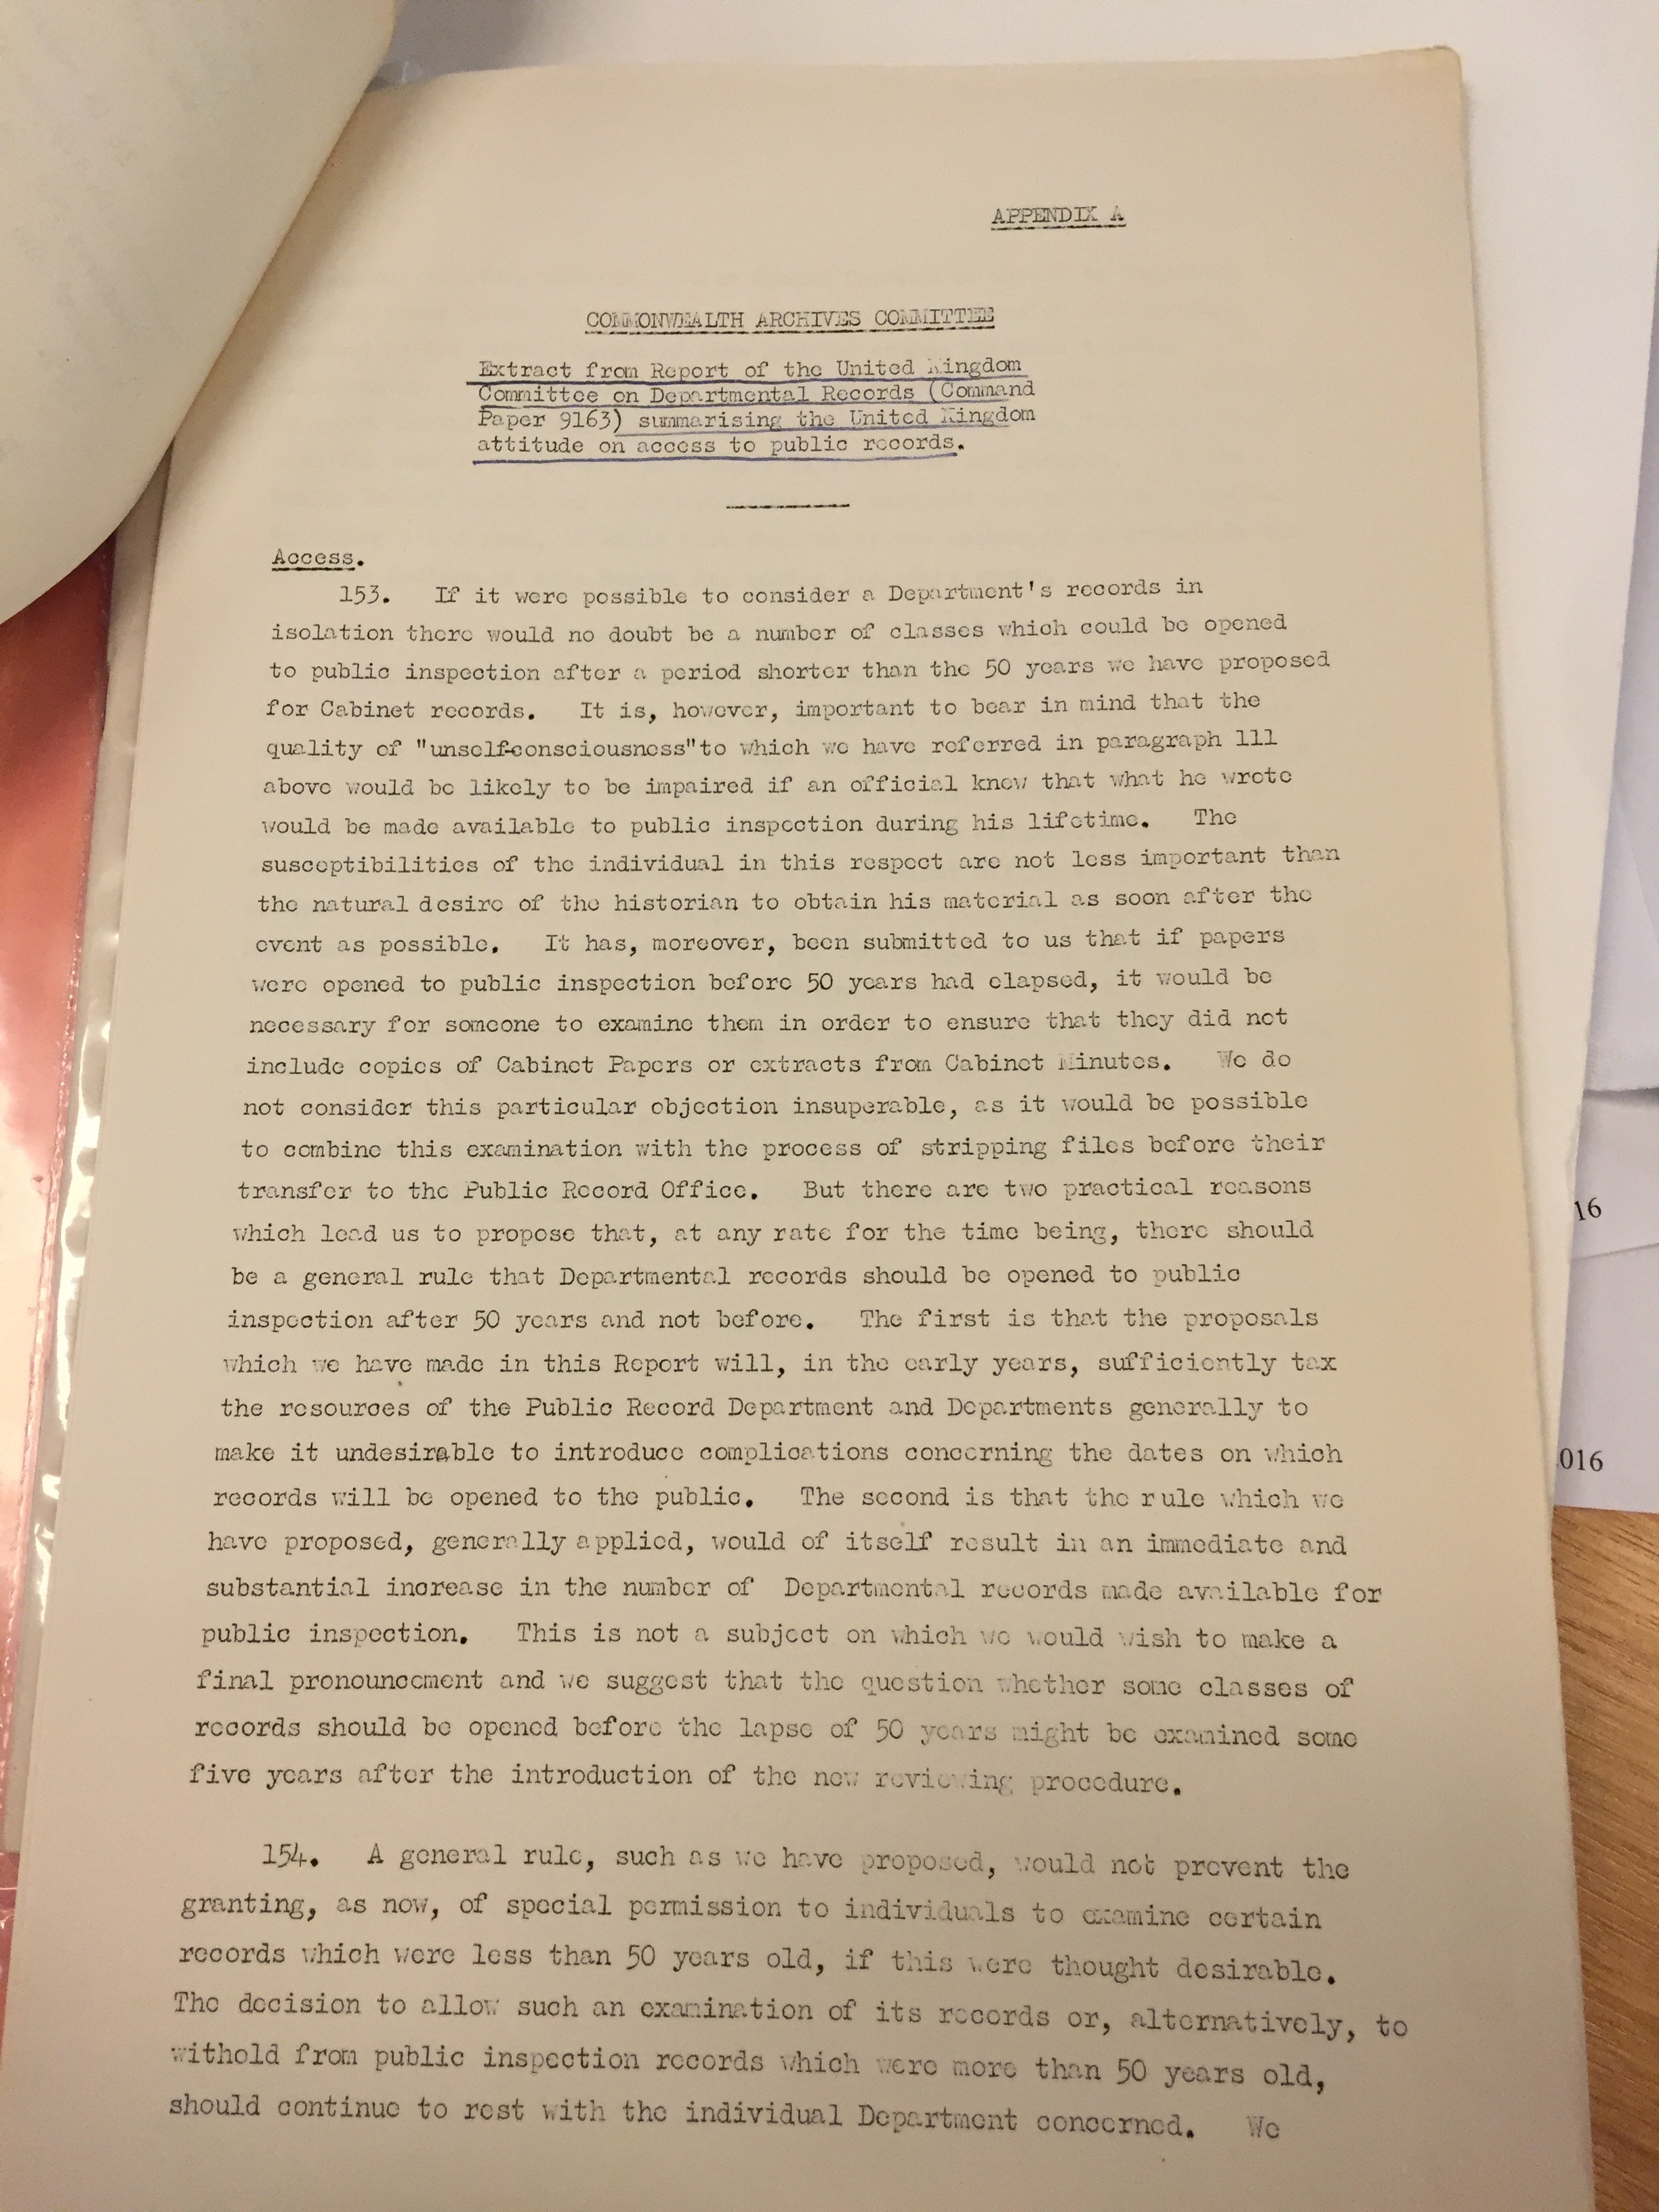 APPENDIX A
COMMONWEALTH ARCHIVES COMMITTEE
Extract from Report of the United Kingdom
Committee on Departmental Records (Command
Paper 9163) summarising the United Kingdom
attitude on access to public records.
Access.
153. If it were possible to consider a Department's records in
isolation there would no doubt be a number of classes which could be opened
to public inspection after a period shorter than the 50 years we have proposed
for Cabinet records. It is, however, important to bear in mind that the
quality of "unself-consciousness"to which we have referred in paragraph 111
above would be likely to be impaired if an official knew that what he wrote
would be made available to public inspection during his lifetime. The
susceptibilities of the individual in this respect are not less important than
the natural desire of the historian to obtain his material as soon after the
event as possible. It has, moreover, been submitted to us that if papers
were opened to public inspection before 50 years had elapsed, it would be
necessary for someone to examine them in order to ensure that they did not
include copies of Cabinet Papers or extracts from Cabinet Minutes. We do
not consider this particular objection insuperable, as it would be possible
to combine this examination with the process of stripping files before their
transfer to the Public Record Office. But there are two practical reasons
which lead us to propose that, at any rate for the time being, there should
be a general rule that Departmental records should be opened to public
inspection after 50 years and not before. The first is that the proposals
which we have made in this Report will, in the early years, sufficiently tax
the resources of the Public Record Department and Departments generally to
make it undesirable to introduce complications concerning the dates on which
records will be opened to the public. The second is that the rule which we
have proposed, generally applied, would of itself result in an immediate and
substantial increase in the number of Departmental records made available for
public inspection. This is not a subject on which we would wish to make a
final pronouncement and we suggest that the question whether some classes of
records should be opened before the lapse of 50 years might be examined some
five years after the introduction of the new reviewing procedure.
154. A general rule, such as we have proposed, would not prevent the
granting, as now, of special permission to individuals to examine certain
records which were less than 50 years old, if this were thought desirable.
The decision to allow such an examination of its records or, alternatively, to
withold from public inspection records which were more than 50 years old,
should continue to rest with the individual Department concerned. We
16
016